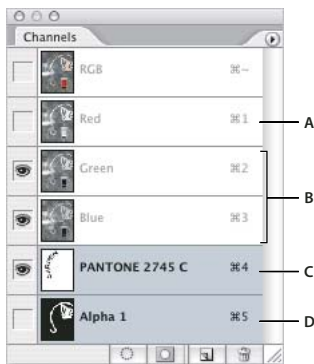 Channels
RGB ⌘~
Red ⌘1 A
Green ⌘2
B
Blue ⌘3
PANTONE 2745 C ⌘4 C
Alpha 1 ⌘5 D